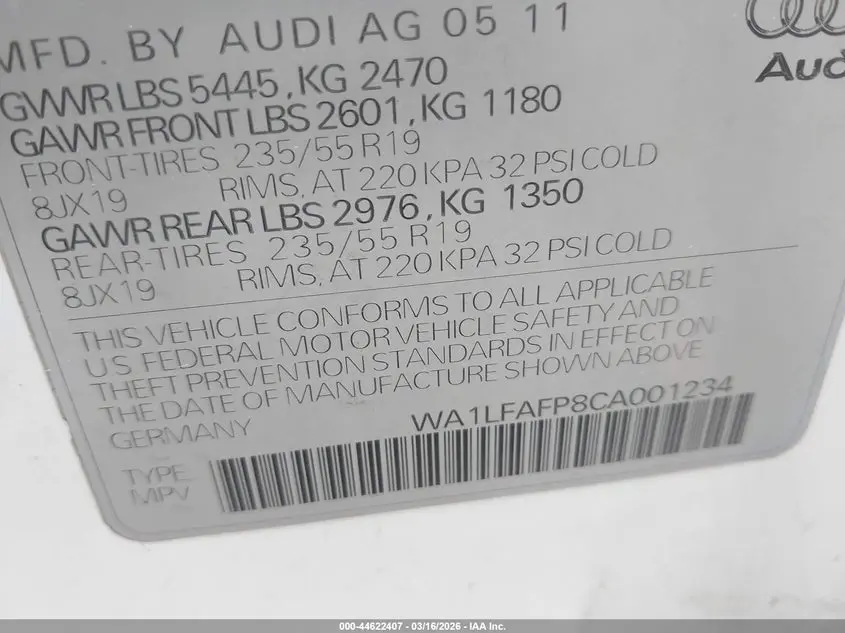 MFD. BY AUDI AG 05 11
Audi
GVWR LBS 5445, KG 2470
GAWR FRONT LBS 2601, KG 1180
FRONT-TIRES 235/55 R19
8JX19 RIMS, AT 220 KPA 32 PSI COLD
GAWR REAR LBS 2976, KG 1350
REAR-TIRES 235/55 R19
8JX19 RIMS, AT 220 KPA 32 PSI COLD
THIS VEHICLE CONFORMS TO ALL APPLICABLE
US FEDERAL MOTOR VEHICLE SAFETY AND
THEFT PREVENTION STANDARDS IN EFFECT ON
THE DATE OF MANUFACTURE SHOWN ABOVE
GERMANY WA1LFAFP8CA001234
TYPE
MPV
000-44622407 - 03/16/2026 - IAA Inc.